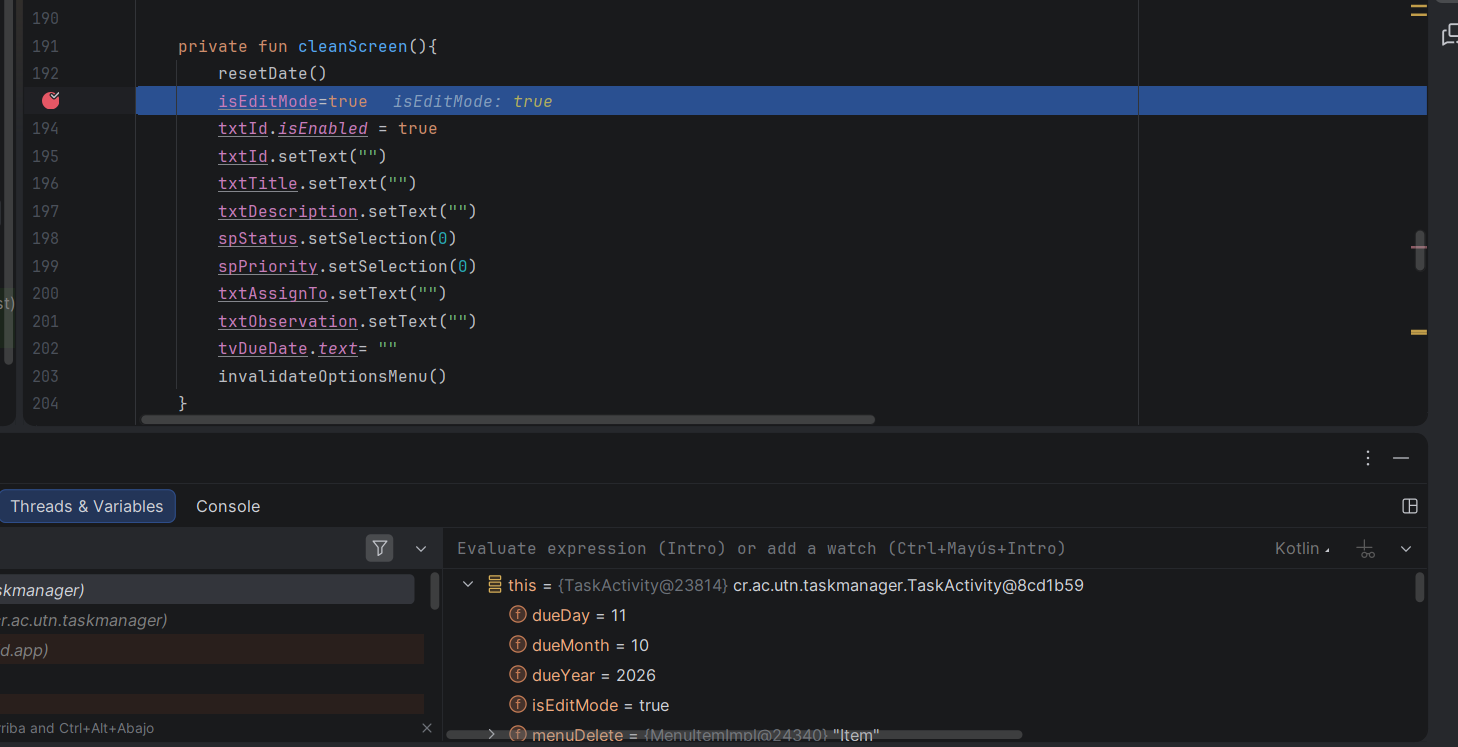 190
191 private fun cleanScreen(){
192 resetDate()
isEditMode=true isEditMode: true
194 txtId.isEnabled = true
195 txtId.setText("")
196 txtTitle.setText("")
197 txtDescription.setText("")
198 spStatus.setSelection(0)
199 spPriority.setSelection(0)
200 txtAssignTo.setText("")
201 txtObservation.setText("")
202 tvDueDate.text= ""
203 invalidateOptionsMenu()
204 }
st)
Threads & Variables Console
Evaluate expression (Intro) or add a watch (Ctrl+Mayús+Intro) Kotlin
skmanager)
cr.ac.utn.taskmanager)
d.app)
riba and Ctrl+Alt+Abajo
this = {TaskActivity@23814} cr.ac.utn.taskmanager.TaskActivity@8cd1b59
f dueDay = 11
f dueMonth = 10
f dueYear = 2026
f isEditMode = true
f menuDelete = {MenuItemImpl@24340} "Item"